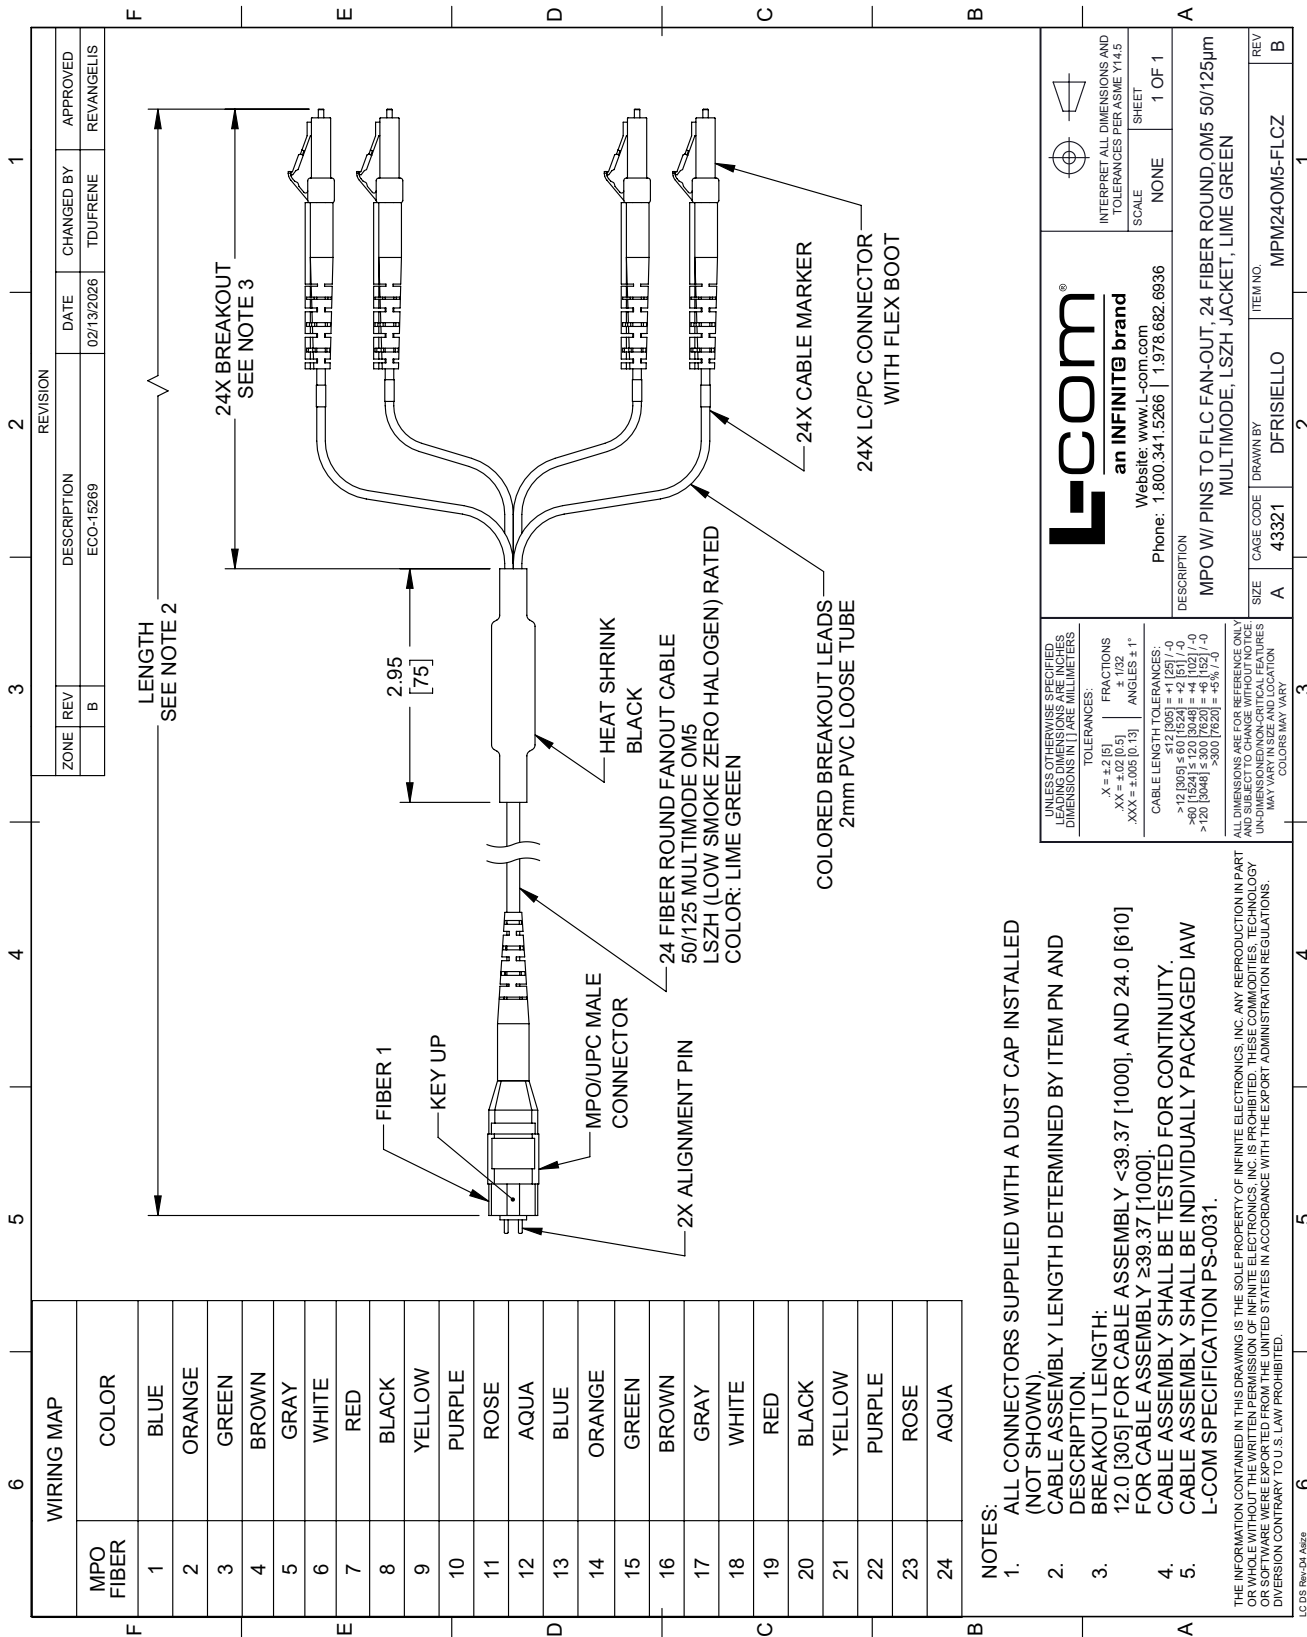 6 5 4 3 2 1
F E D C B A
WIRING MAP
MPO FIBER COLOR
1 BLUE
2 ORANGE
3 GREEN
4 BROWN
5 GRAY
6 WHITE
7 RED
8 BLACK
9 YELLOW
10 PURPLE
11 ROSE
12 AQUA
13 BLUE
14 ORANGE
15 GREEN
16 BROWN
17 GRAY
18 WHITE
19 RED
20 BLACK
21 YELLOW
22 PURPLE
23 ROSE
24 AQUA
REVISION
ZONE REV DESCRIPTION DATE CHANGED BY APPROVED
B ECO-15269 02/13/2026 TDUFRENE REVANGELIS
LENGTH
SEE NOTE 2
24X BREAKOUT
SEE NOTE 3
2.95
[75]
FIBER 1
KEY UP
MPO/UPC MALE
CONNECTOR
2X ALIGNMENT PIN
HEAT SHRINK
BLACK
24 FIBER ROUND FANOUT CABLE
50/125 MULTIMODE OM5
LSZH (LOW SMOKE ZERO HALOGEN) RATED
COLOR: LIME GREEN
COLORED BREAKOUT LEADS
2mm PVC LOOSE TUBE
24X CABLE MARKER
24X LC/PC CONNECTOR
WITH FLEX BOOT
NOTES:
1. ALL CONNECTORS SUPPLIED WITH A DUST CAP INSTALLED
(NOT SHOWN).
2. CABLE ASSEMBLY LENGTH DETERMINED BY ITEM PN AND
DESCRIPTION.
3. BREAKOUT LENGTH:
12.0 [305] FOR CABLE ASSEMBLY <39.37 [1000], AND 24.0 [610]
FOR CABLE ASSEMBLY ≥39.37 [1000].
4. CABLE ASSEMBLY SHALL BE TESTED FOR CONTINUITY.
5. CABLE ASSEMBLY SHALL BE INDIVIDUALLY PACKAGED IAW
L-COM SPECIFICATION PS-0031.
THE INFORMATION CONTAINED IN THIS DRAWING IS THE SOLE PROPERTY OF INFINITE ELECTRONICS, INC. ANY REPRODUCTION IN PART
OR WHOLE WITHOUT THE WRITTEN PERMISSION OF INFINITE ELECTRONICS, INC. IS PROHIBITED. THESE COMMODITIES, TECHNOLOGY
OR SOFTWARE WERE EXPORTED FROM THE UNITED STATES IN ACCORDANCE WITH THE EXPORT ADMINISTRATION REGULATIONS.
DIVERSION CONTRARY TO U.S. LAW PROHIBITED.
LC DS Rev-D4 Asize
UNLESS OTHERWISE SPECIFIED
LEADING DIMENSIONS ARE INCHES
DIMENSIONS IN [ ] ARE MILLIMETERS
TOLERANCES:
.X = ±.2 [5] FRACTIONS
.XX = ±.02 [0.5] ± 1/32
.XXX = ±.005 [0.13] ANGLES ± 1°
CABLE LENGTH TOLERANCES:
≤12 [305] = +1 [25] / -0
>12 [305] ≤ 60 [1524] = +2 [51] / -0
>60 [1524] ≤ 120 [3048] = +4 [102] / -0
>120 [3048] ≤ 300 [7620] = +6 [152] / -0
>300 [7620] = +5% / -0
ALL DIMENSIONS ARE FOR REFERENCE ONLY
AND SUBJECT TO CHANGE WITHOUT NOTICE.
UN-DIMENSIONED/NON-CRITICAL FEATURES
MAY VARY IN SIZE AND LOCATION
COLORS MAY VARY
L-com®
an INFINIT® brand
Website: www.L-com.com
Phone: 1.800.341.5266 | 1.978.682.6936
INTERPRET ALL DIMENSIONS AND
TOLERANCES PER ASME Y14.5
SCALE NONE
SHEET 1 OF 1
DESCRIPTION
MPO W/ PINS TO FLC FAN-OUT, 24 FIBER ROUND,OM5 50/125µm
MULTIMODE, LSZH JACKET, LIME GREEN
SIZE A
CAGE CODE 43321
DRAWN BY DFRISIELLO
ITEM NO. MPM24OM5-FLCZ
REV B
6 5 4 3 2 1
F E D C B A